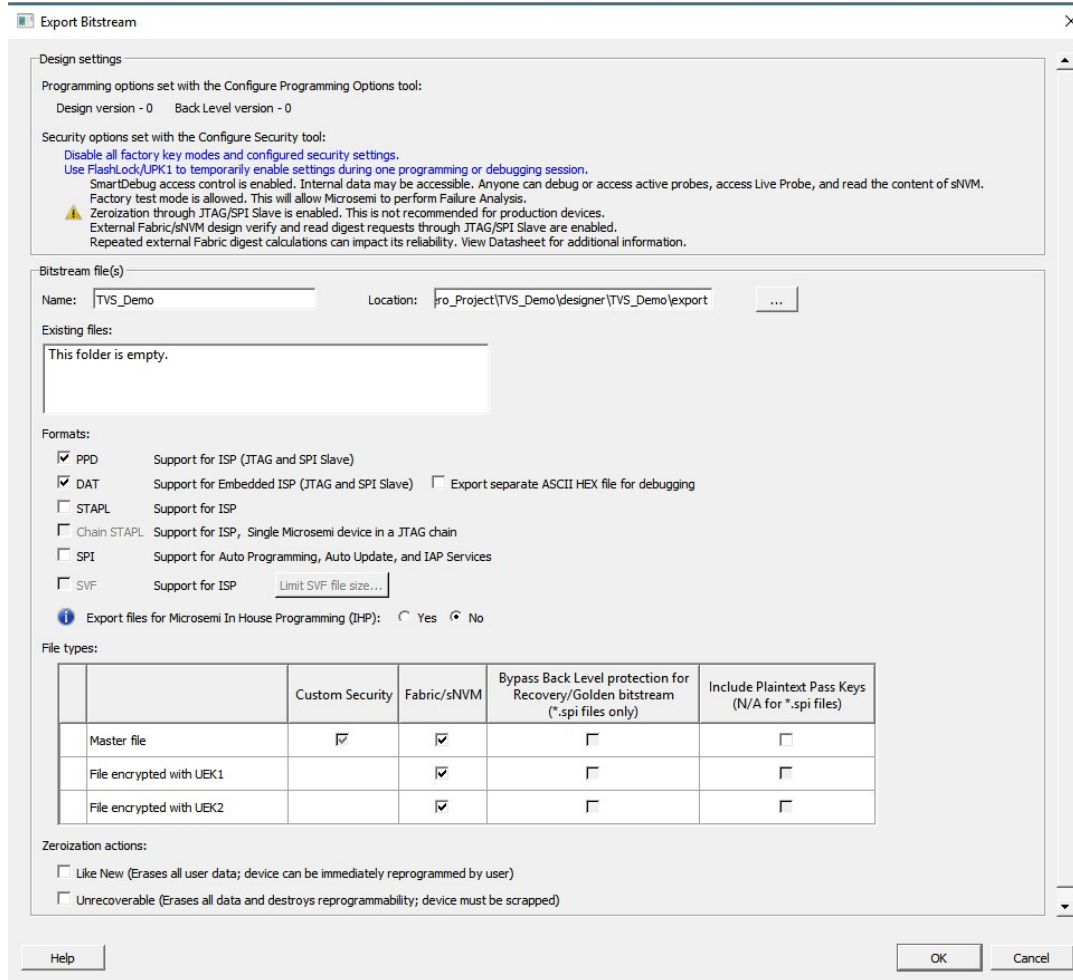 Export Bitstream
Design settings
Programming options set with the Configure Programming Options tool:
Design version - 0 Back Level version - 0
Security options set with the Configure Security tool:
Disable all factory key modes and configured security settings.
Use FlashLock/UPK1 to temporarily enable settings during one programming or debugging session.
SmartDebug access control is enabled. Internal data may be accessible. Anyone can debug or access active probes, access Live Probe, and read the content of sNVM.
Factory test mode is allowed. This will allow Microsemi to perform Failure Analysis.
Zeroization through JTAG/SPI Slave is enabled. This is not recommended for production devices.
External Fabric/sNVM design verify and read digest requests through JTAG/SPI Slave are enabled.
Repeated external Fabric digest calculations can impact its reliability. View Datasheet for additional information.
Bitstream file(s)
Name: TVS_Demo Location: ero_Project\TVS_Demo\designer\TVS_Demo\export ...
Existing files:
This folder is empty.
Formats:
PPD Support for ISP (JTAG and SPI Slave)
DAT Support for Embedded ISP (JTAG and SPI Slave) Export separate ASCII HEX file for debugging
STAPL Support for ISP
Chain STAPL Support for ISP, Single Microsemi device in a JTAG chain
SPI Support for Auto Programming, Auto Update, and IAP Services
SVF Support for ISP Limit SVF file size...
Export files for Microsemi In House Programming (IHP): Yes No
File types:
Custom Security Fabric/sNVM Bypass Back Level protection for Recovery/Golden bitstream (*.spi files only) Include Plaintext Pass Keys (N/A for *.spi files)
Master file
File encrypted with UEK1
File encrypted with UEK2
Zeroization actions:
Like New (Erases all user data; device can be immediately reprogrammed by user)
Unrecoverable (Erases all data and destroys reprogrammability; device must be scrapped)
Help OK Cancel